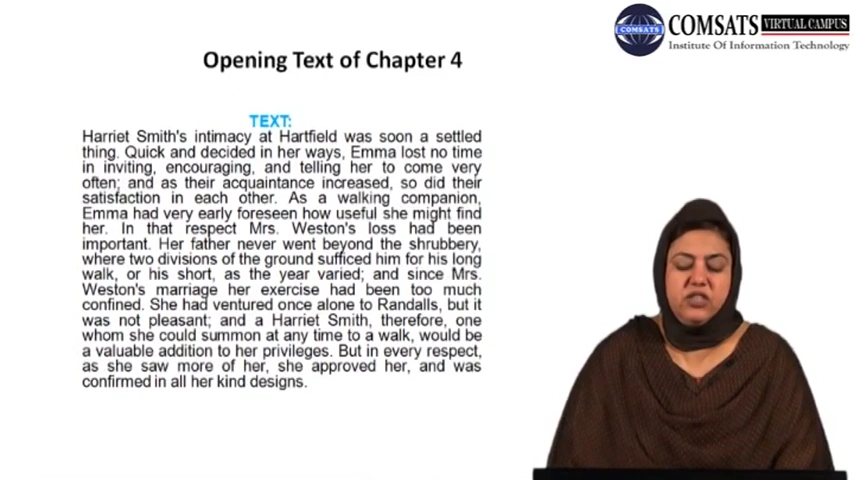 COMSATS
COMSATS VIRTUAL CAMPUS
Institute Of Information Technology
Opening Text of Chapter 4
TEXT:
Harriet Smith's intimacy at Hartfield was soon a settled
thing. Quick and decided in her ways, Emma lost no time
in inviting, encouraging, and telling her to come very
often; and as their acquaintance increased, so did their
satisfaction in each other. As a walking companion,
Emma had very early foreseen how useful she might find
her. In that respect Mrs. Weston's loss had been
important. Her father never went beyond the shrubbery,
where two divisions of the ground sufficed him for his long
walk, or his short, as the year varied; and since Mrs.
Weston's marriage her exercise had been too much
confined. She had ventured once alone to Randalls, but it
was not pleasant; and a Harriet Smith, therefore, one
whom she could summon at any time to a walk, would be
a valuable addition to her privileges. But in every respect,
as she saw more of her, she approved her, and was
confirmed in all her kind designs.